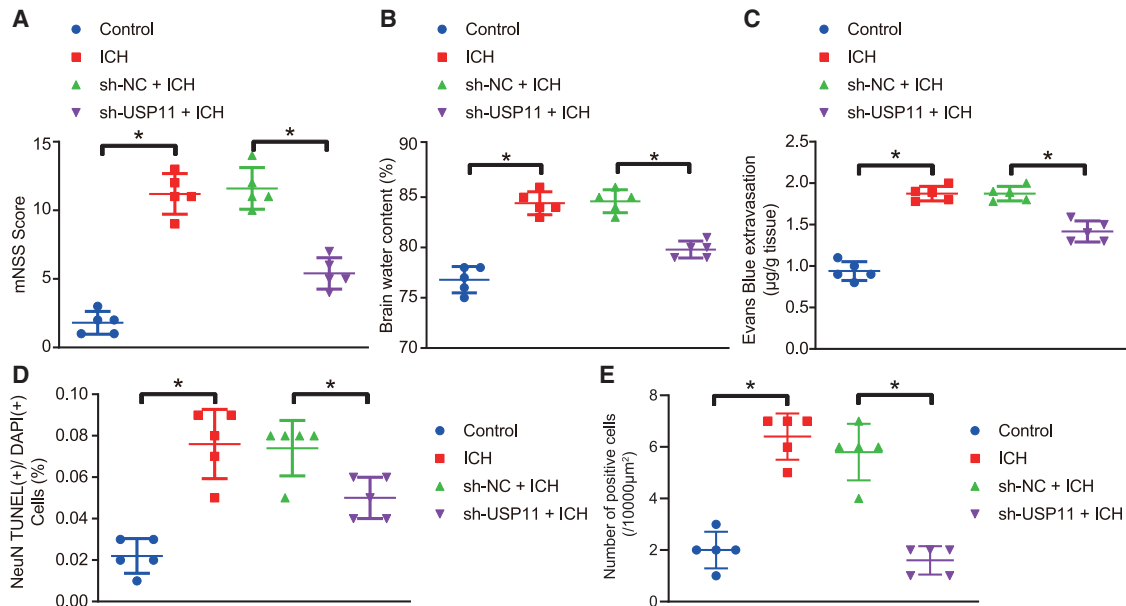 A
Control
ICH
sh-NC + ICH
sh-USP11 + ICH
mNSS Score
15
10
5
0
*
*
B
Control
ICH
sh-NC + ICH
sh-USP11 + ICH
Brain water content (%)
90
85
80
75
70
*
*
C
Control
ICH
sh-NC + ICH
sh-USP11 + ICH
Evans Blue extravasation
(μg/g tissue)
2.5
2.0
1.5
1.0
0.5
0.0
*
*
D
NeuN TUNEL(+)/ DAPI(+)
Cells (%)
0.10
0.08
0.06
0.04
0.02
0.00
*
*
Control
ICH
sh-NC + ICH
sh-USP11 + ICH
E
Number of positive cells
(/10000μm²)
8
6
4
2
0
*
*
Control
ICH
sh-NC + ICH
sh-USP11 + ICH